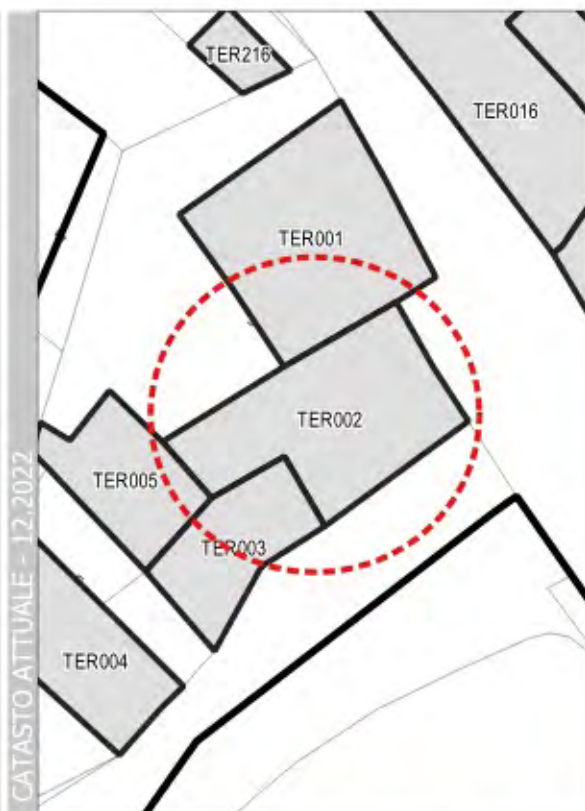 TER216
TER016
TER001
TER002
TER005
TER003
TER004
CATASTO ATTUALE - 12.2022